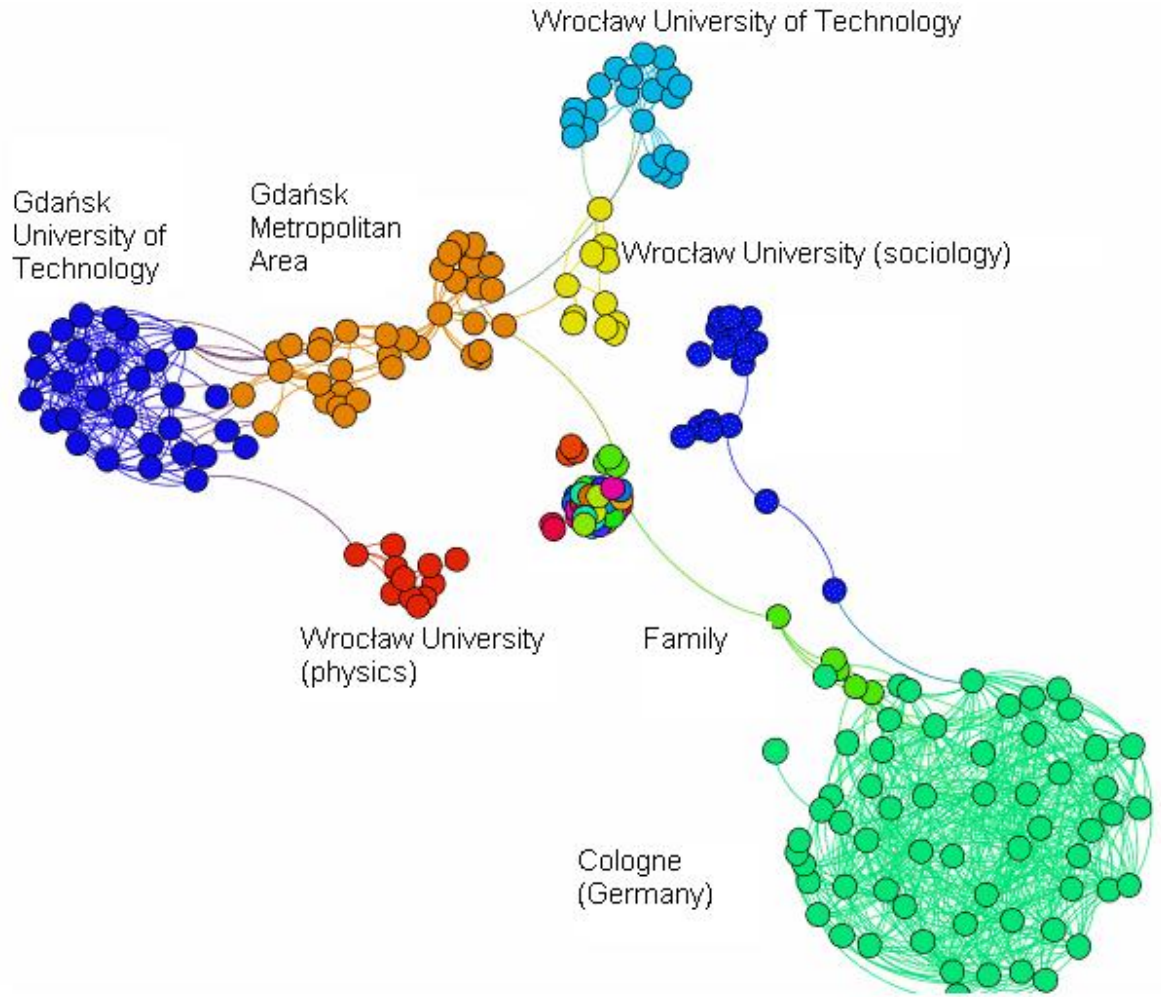 Wrocław University of Technology
Gdańsk
University of
Technology
Gdańsk
Metropolitan
Area
Wrocław University (sociology)
Wrocław University
(physics)
Family
Cologne
(Germany)